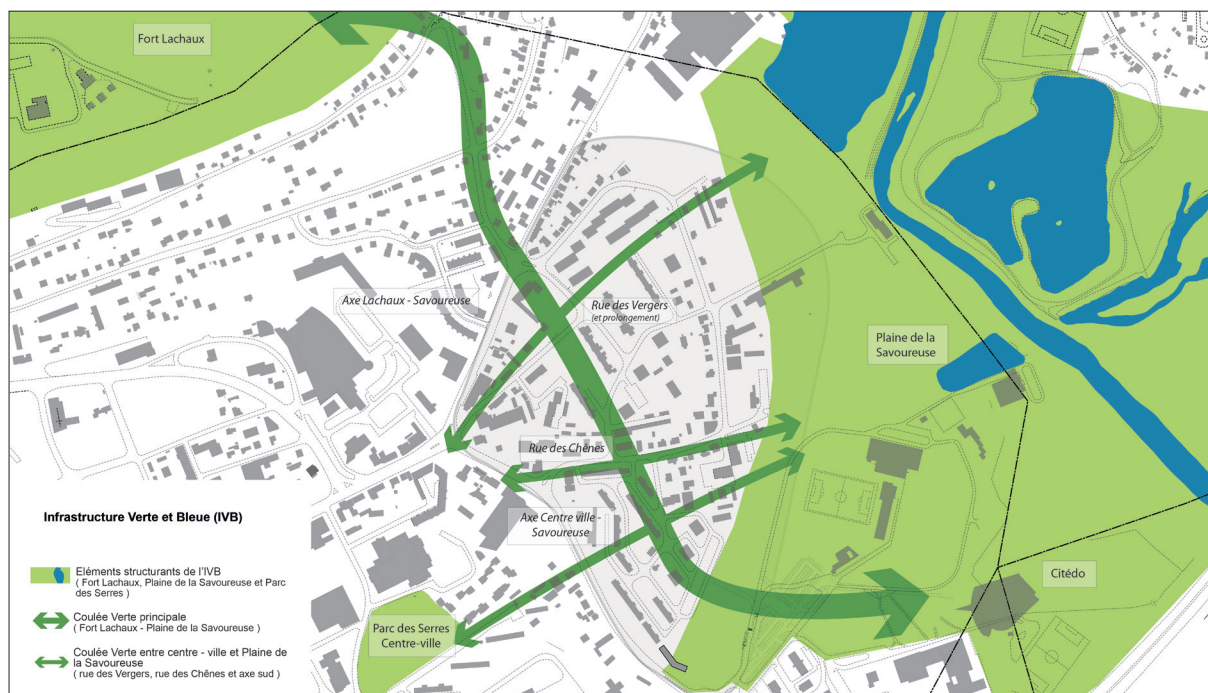 Fort Lachaux
Axe Lachaux - Savoureuse
Rue des Vergers
(et prolongement)
Plaine de la
Savoureuse
Rue des Chênes
Axe Centre ville -
Savoureuse
Citédo
Parc des Serres
Centre-ville
Infrastructure Verte et Bleue (IVB)
Eléments structurants de l'IVB
( Fort Lachaux, Plaine de la Savoureuse et Parc
des Serres )
Coulée Verte principale
( Fort Lachaux - Plaine de la Savoureuse )
Coulée Verte entre centre - ville et Plaine de
la Savoureuse
( rue des Vergers, rue des Chênes et axe sud )